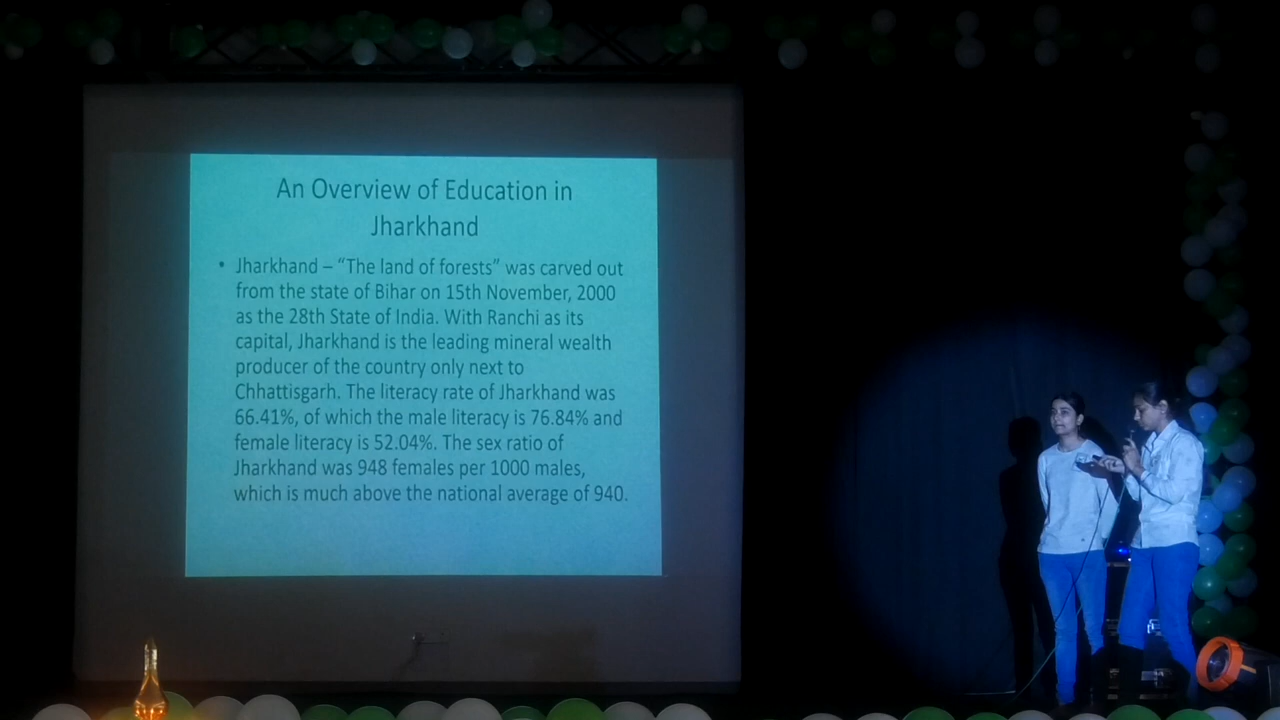 An Overview of Education in
Jharkhand
• Jharkhand – “The land of forests” was carved out
from the state of Bihar on 15th November, 2000
as the 28th State of India. With Ranchi as its
capital, Jharkhand is the leading mineral wealth
producer of the country only next to
Chhattisgarh. The literacy rate of Jharkhand was
66.41%, of which the male literacy is 76.84% and
female literacy is 52.04%. The sex ratio of
Jharkhand was 948 females per 1000 males,
which is much above the national average of 940.